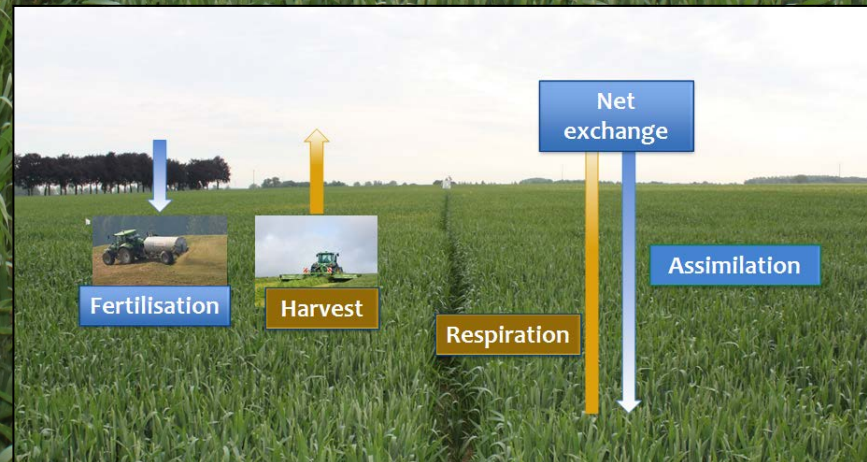 Net
exchange
Assimilation
Fertilisation
Harvest
Respiration